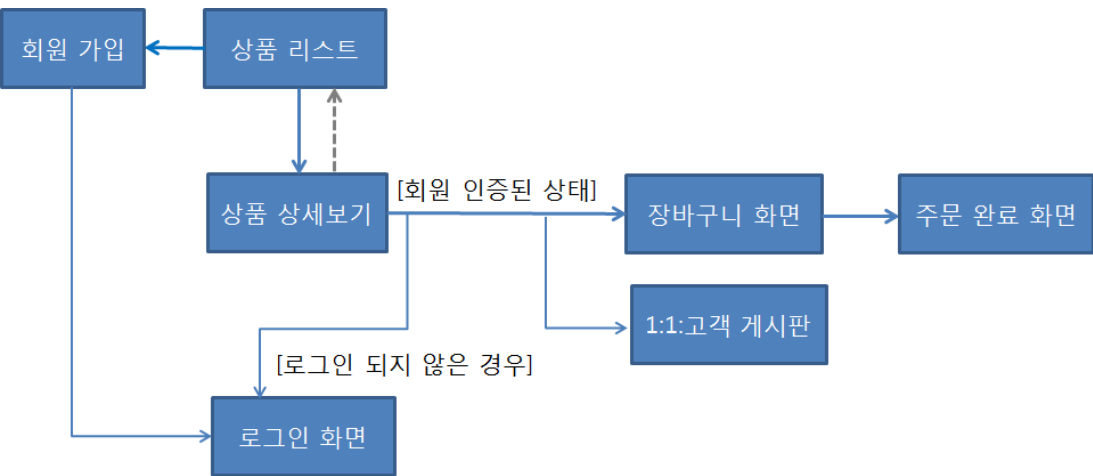 회원 가입
상품 리스트
[회원 인증된 상태]
상품 상세보기
장바구니 화면
주문 완료 화면
1:1:고객 게시판
[로그인 되지 않은 경우]
로그인 화면